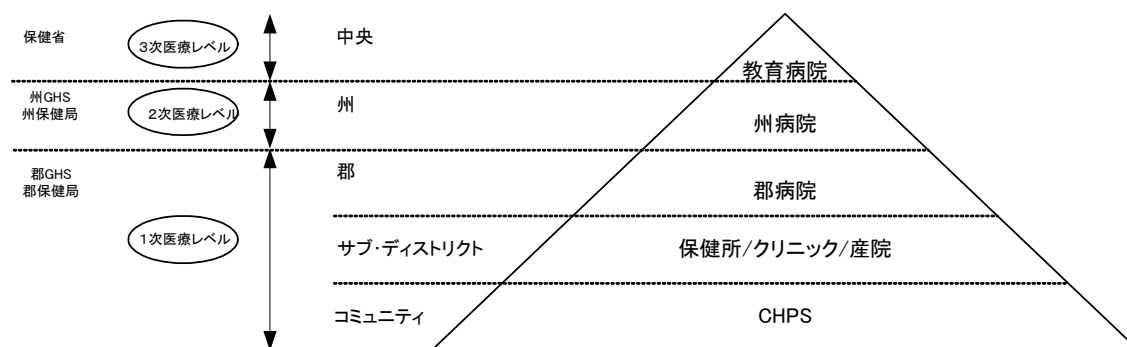 保健省
3次医療レベル
中央
教育病院
州GHS
州保健局
2次医療レベル
州
州病院
郡GHS
郡保健局
郡
郡病院
1次医療レベル
サブ・ディストリクト
保健所/クリニック/産院
コミュニティ
CHPS